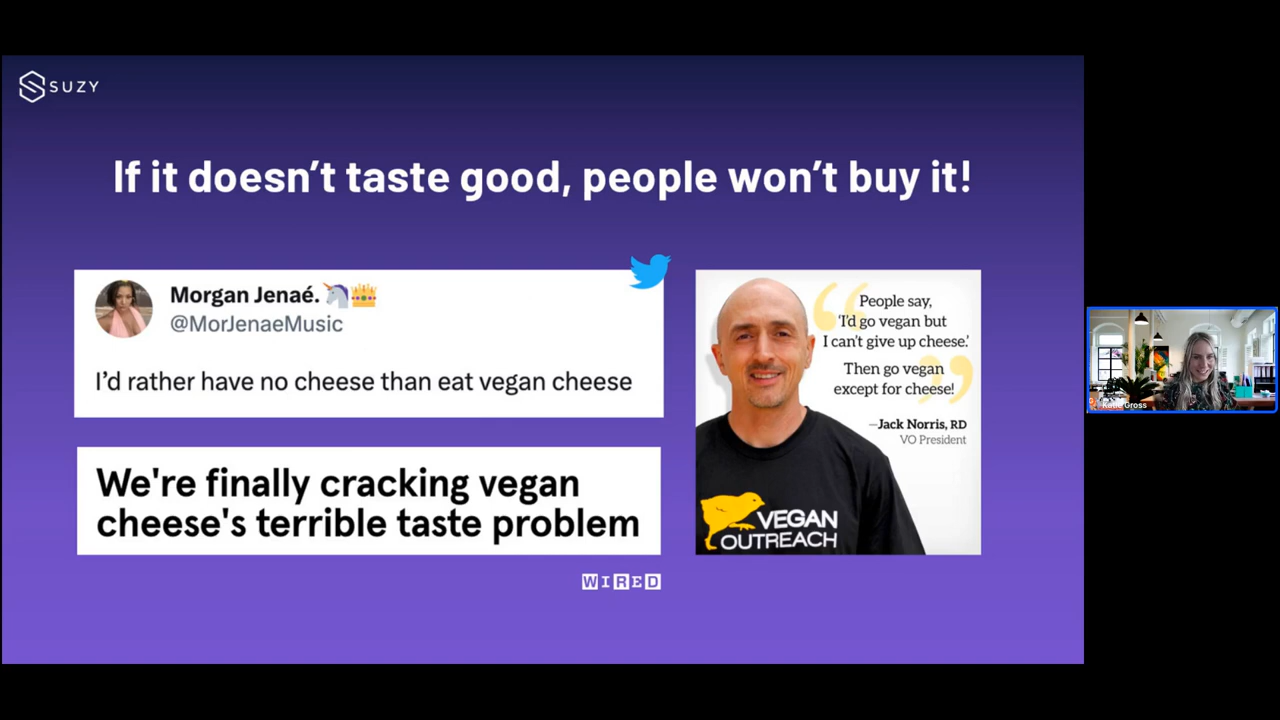 SUZY
If it doesn't taste good, people won't buy it!
Morgan Jenaé. 🦄👑
@MorJenaeMusic
I'd rather have no cheese than eat vegan cheese
We're finally cracking vegan
cheese's terrible taste problem
WIRED
“
People say,
'I'd go vegan but
I can't give up cheese.'
Then go vegan
except for cheese!
”
—Jack Norris, RD
VO President
VEGAN
OUTREACH
Gross